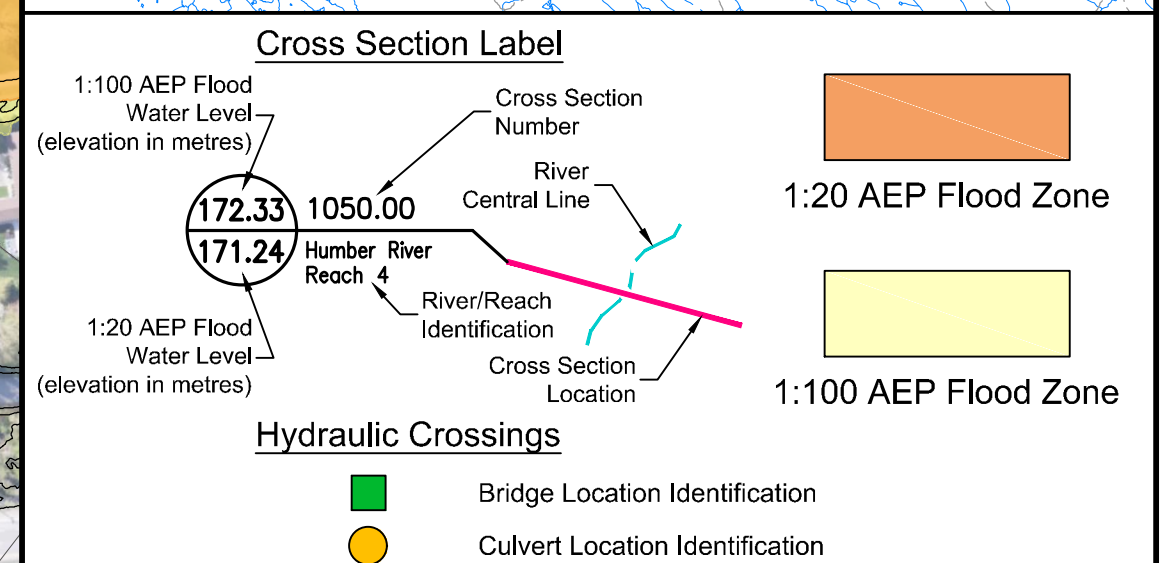 Cross Section Label
1:100 AEP Flood
Water Level
(elevation in metres)
Cross Section
Number
River
Central Line
172.33
1050.00
171.24
Humber River
Reach 4
River/Reach
Identification
1:20 AEP Flood
Water Level
(elevation in metres)
Cross Section
Location
1:20 AEP Flood Zone
1:100 AEP Flood Zone
Hydraulic Crossings
Bridge Location Identification
Culvert Location Identification